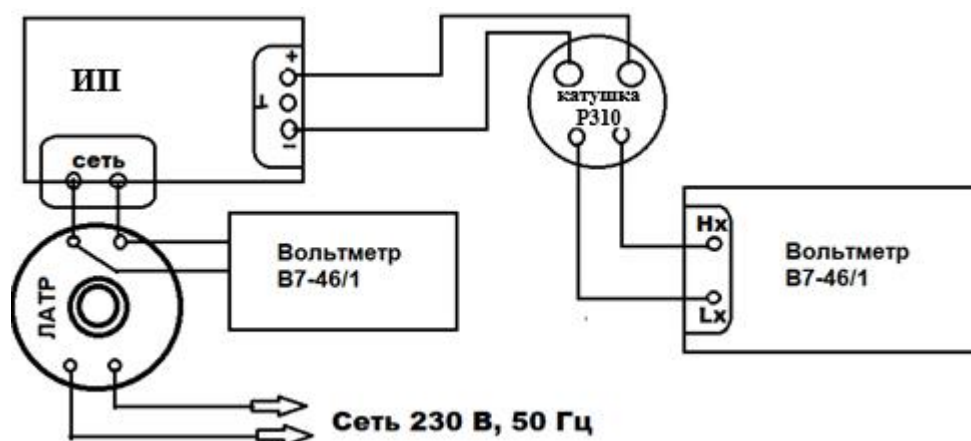 ИП
+
⊥
-
сеть
катушка
Р310
Hx
Lx
Вольтметр
В7-46/1
Вольтметр
В7-46/1
ЛАТР
Сеть 230 В, 50 Гц